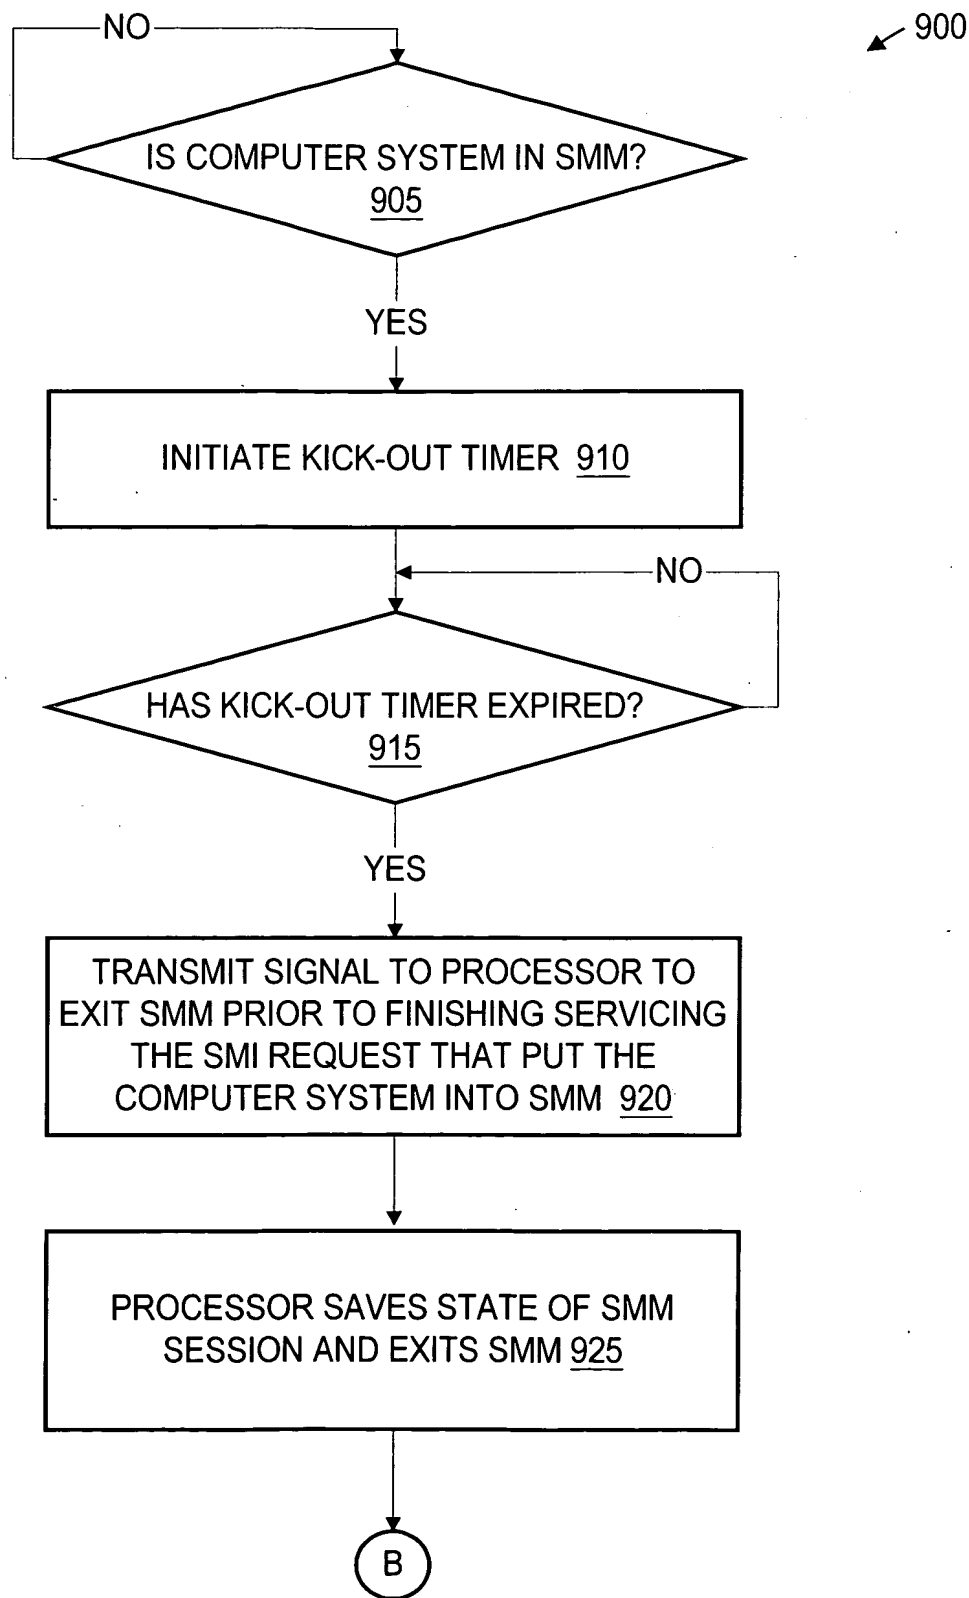 NO
900
IS COMPUTER SYSTEM IN SMM?
905
YES
INITIATE KICK-OUT TIMER 910
NO
HAS KICK-OUT TIMER EXPIRED?
915
YES
TRANSMIT SIGNAL TO PROCESSOR TO
EXIT SMM PRIOR TO FINISHING SERVICING
THE SMI REQUEST THAT PUT THE
COMPUTER SYSTEM INTO SMM 920
PROCESSOR SAVES STATE OF SMM
SESSION AND EXITS SMM 925
B